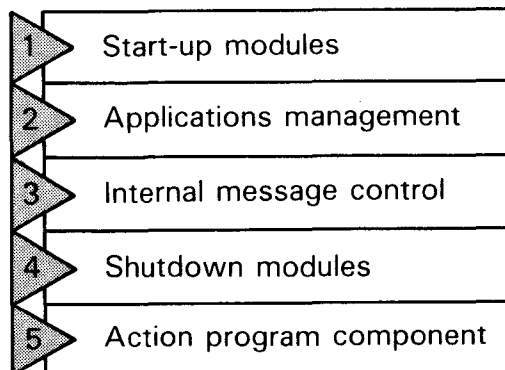 1 Start-up modules
2 Applications management
3 Internal message control
4 Shutdown modules
5 Action program component